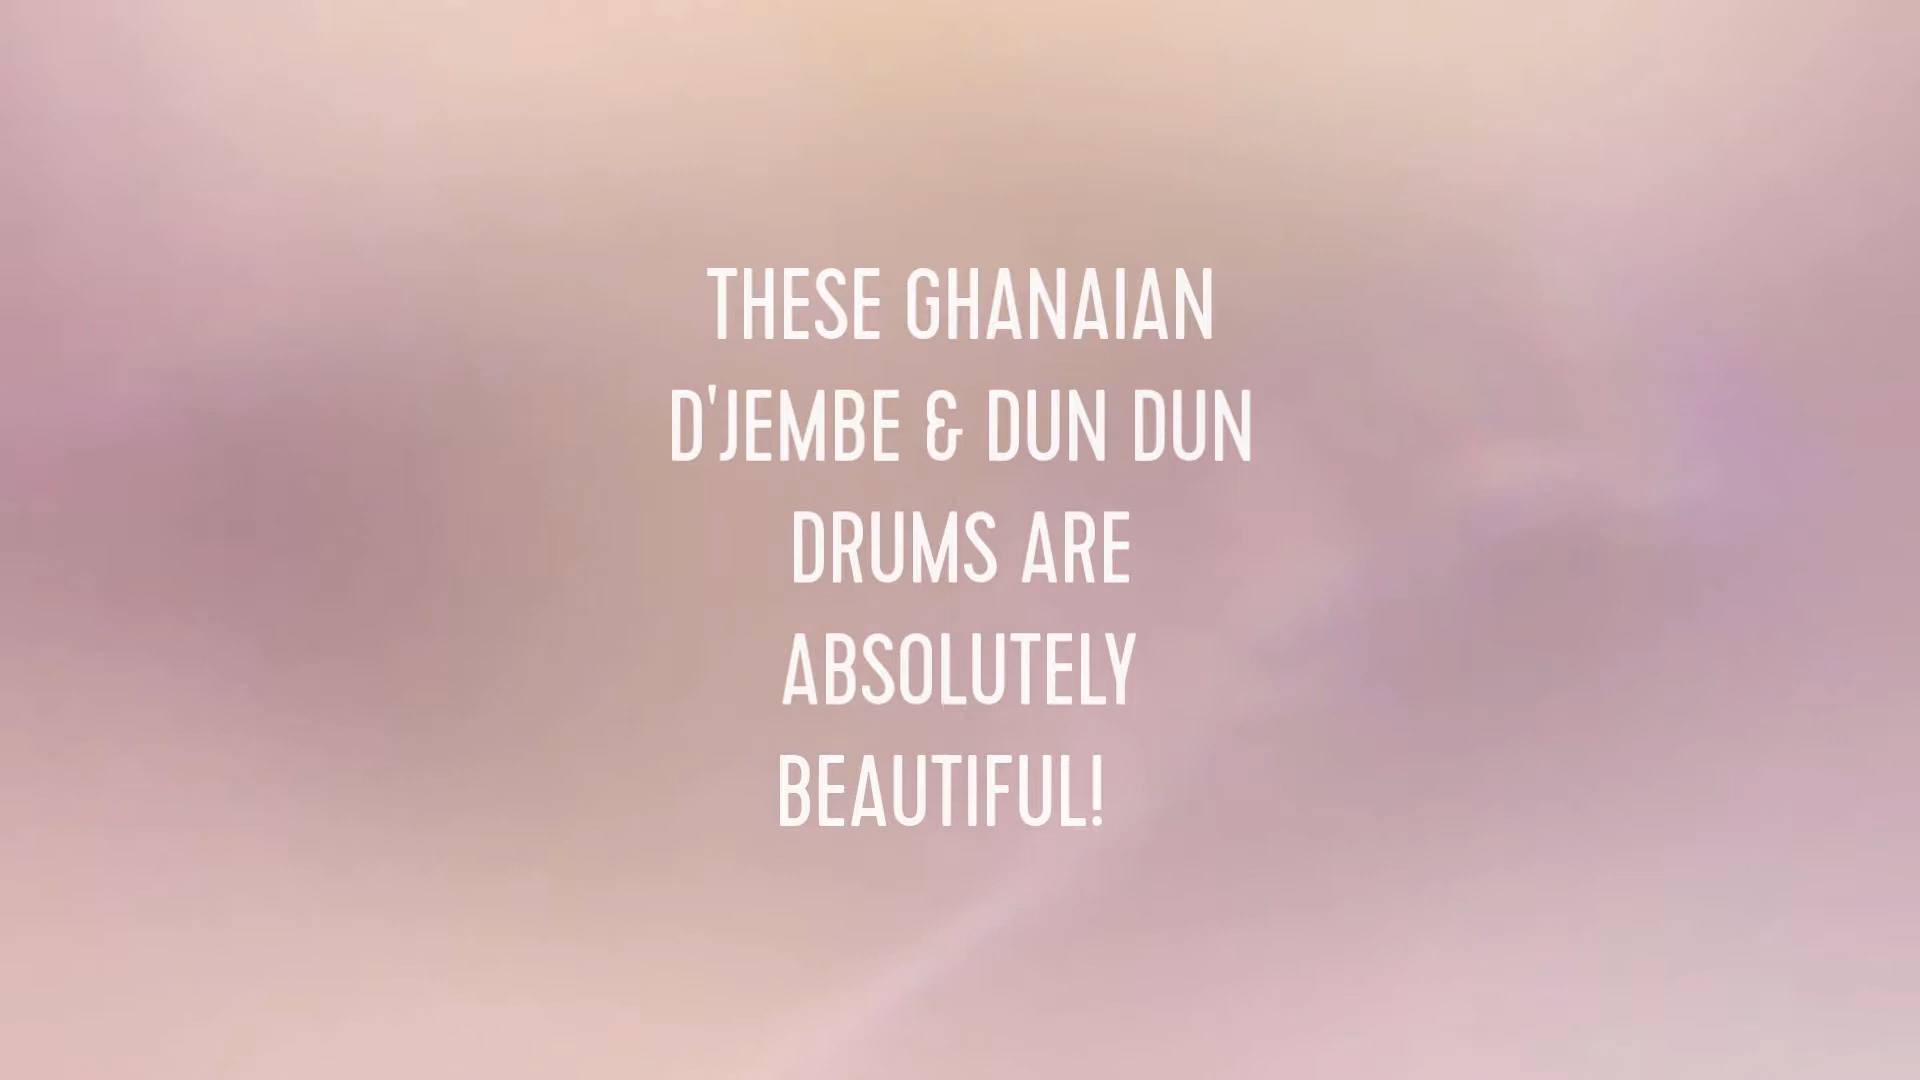 THESE GHANAIAN
D'JEMBE & DUN DUN
DRUMS ARE
ABSOLUTELY
BEAUTIFUL!